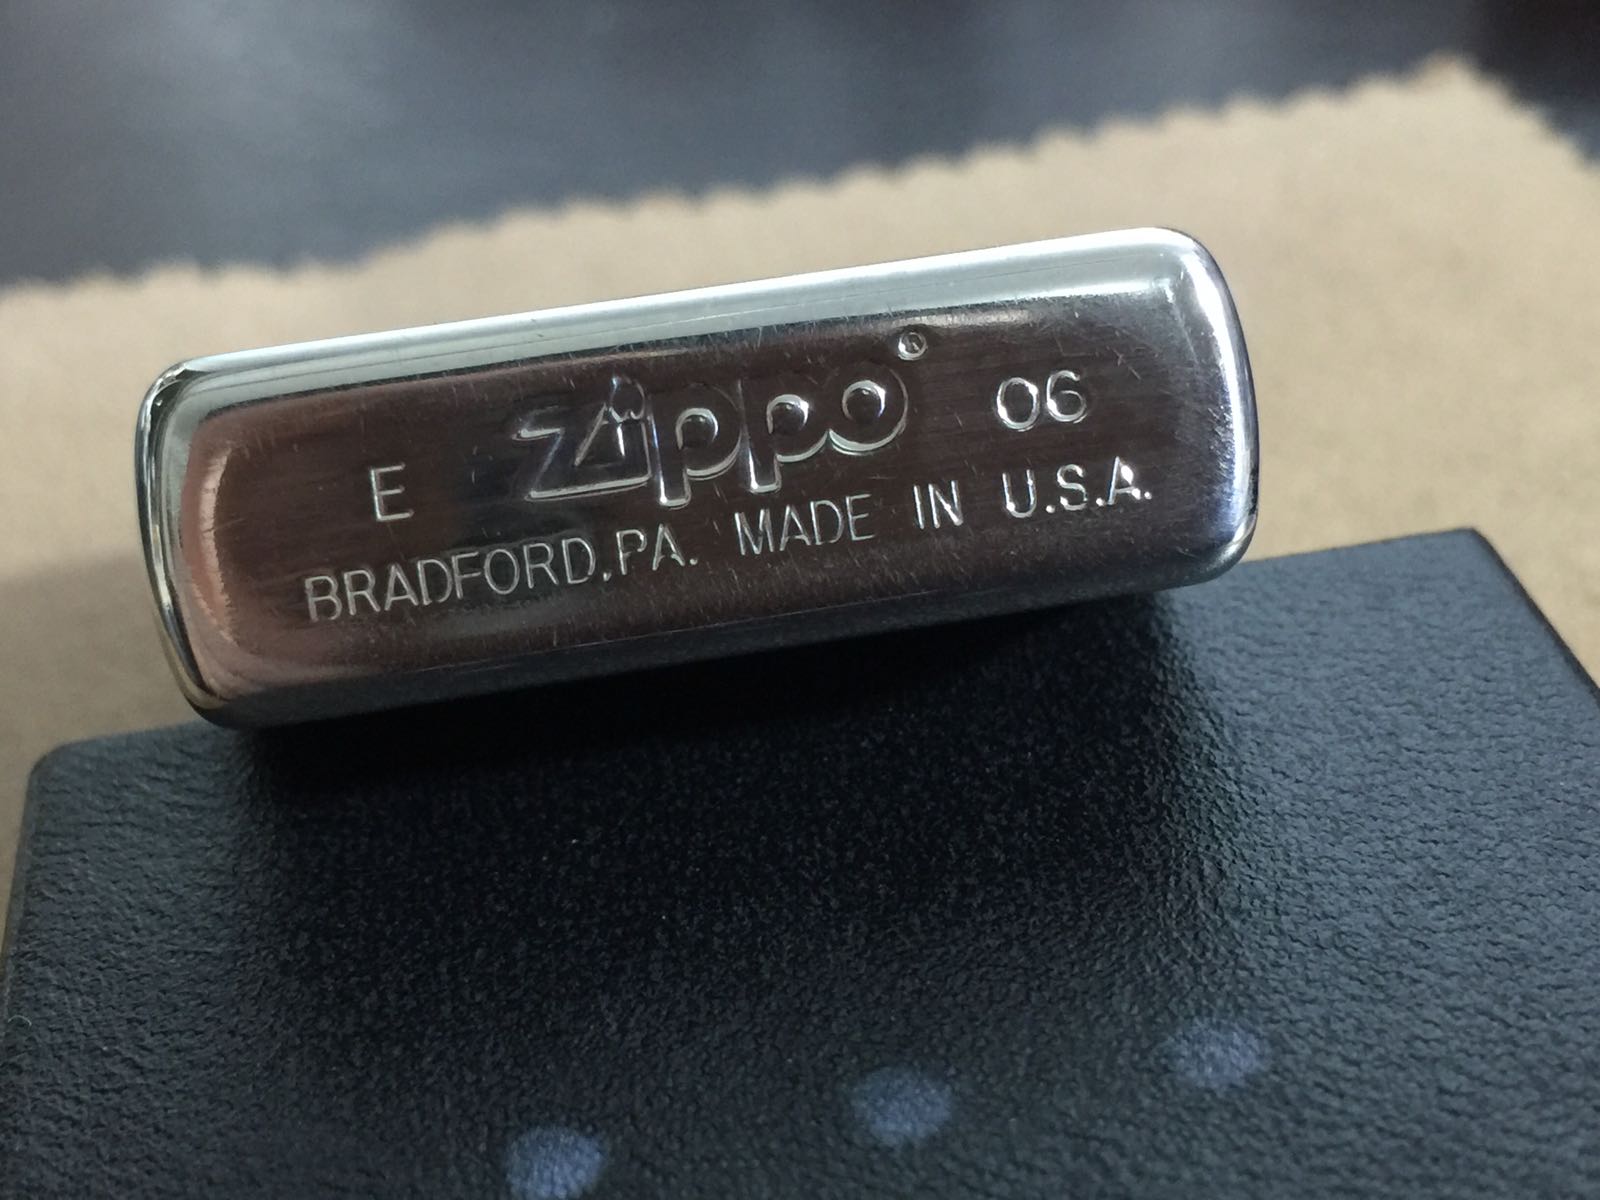 E Zippo® 06
BRADFORD, PA. MADE IN U.S.A.